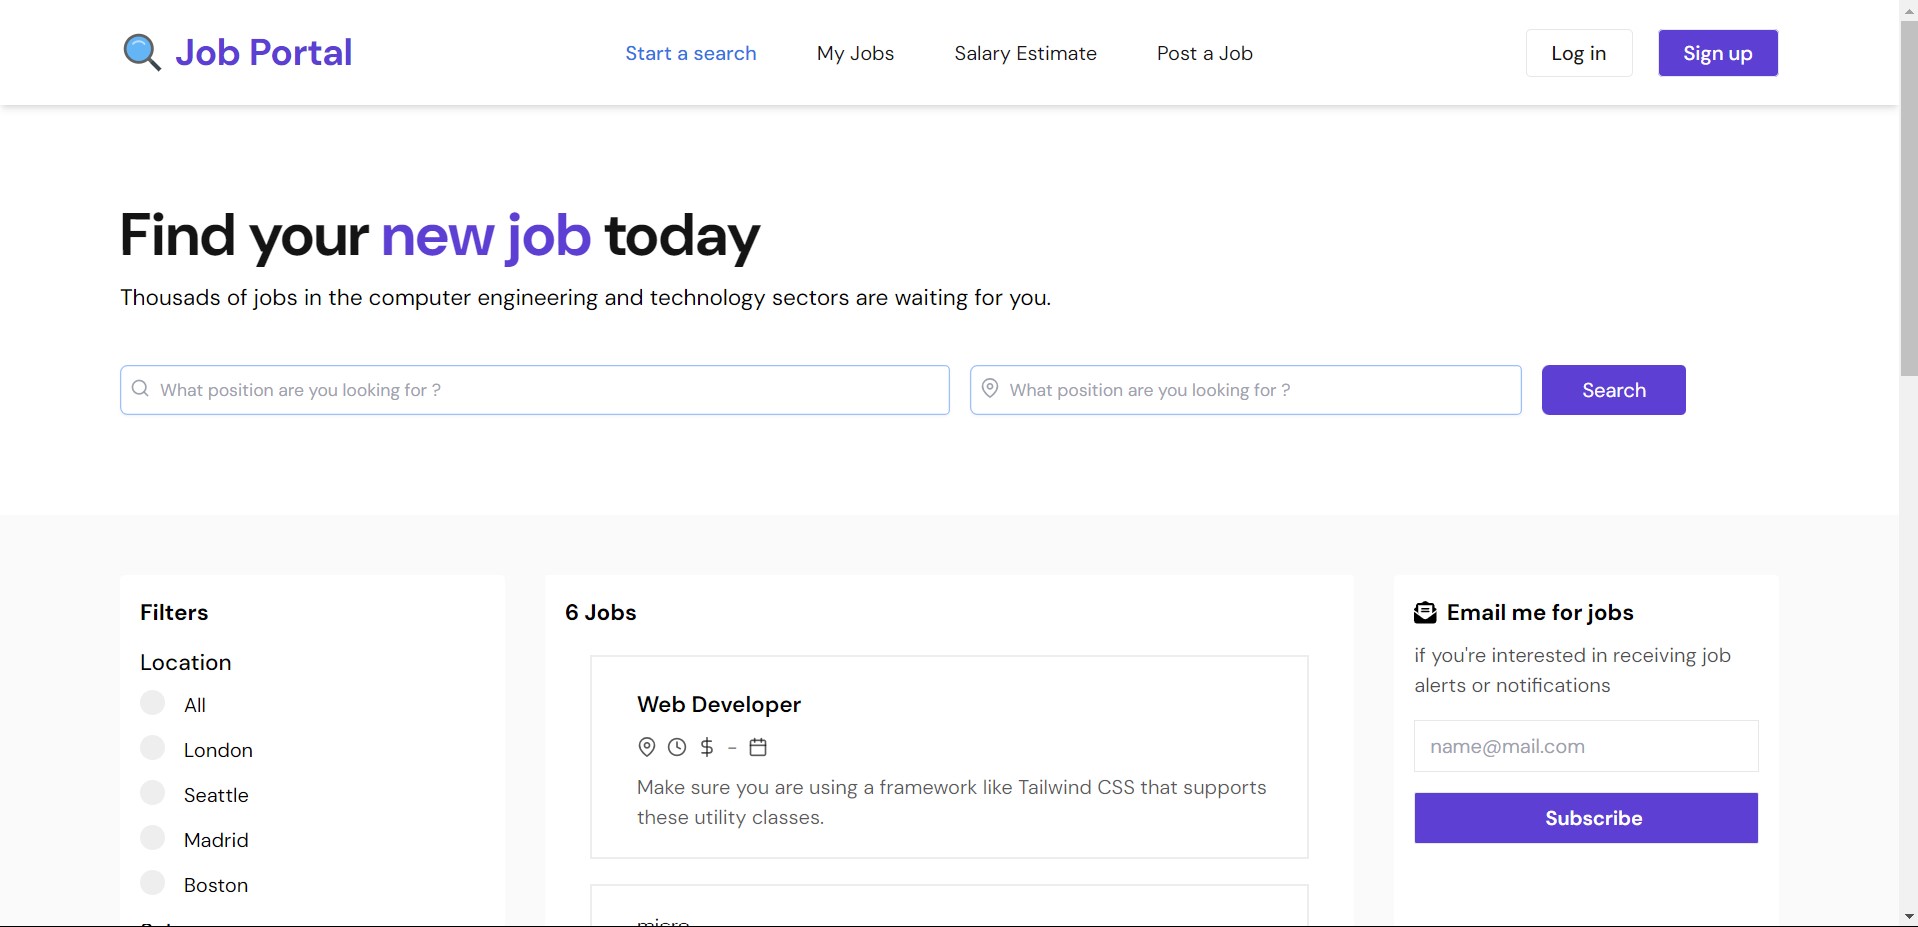 Job Portal
Start a search
My Jobs
Salary Estimate
Post a Job
Log in
Sign up
Find your new job today
Thousads of jobs in the computer engineering and technology sectors are waiting for you.
What position are you looking for ?
What position are you looking for ?
Search
Filters
Location
All
London
Seattle
Madrid
Boston
6 Jobs
Web Developer
$ -
Make sure you are using a framework like Tailwind CSS that supports
these utility classes.
Email me for jobs
if you're interested in receiving job
alerts or notifications
name@mail.com
Subscribe